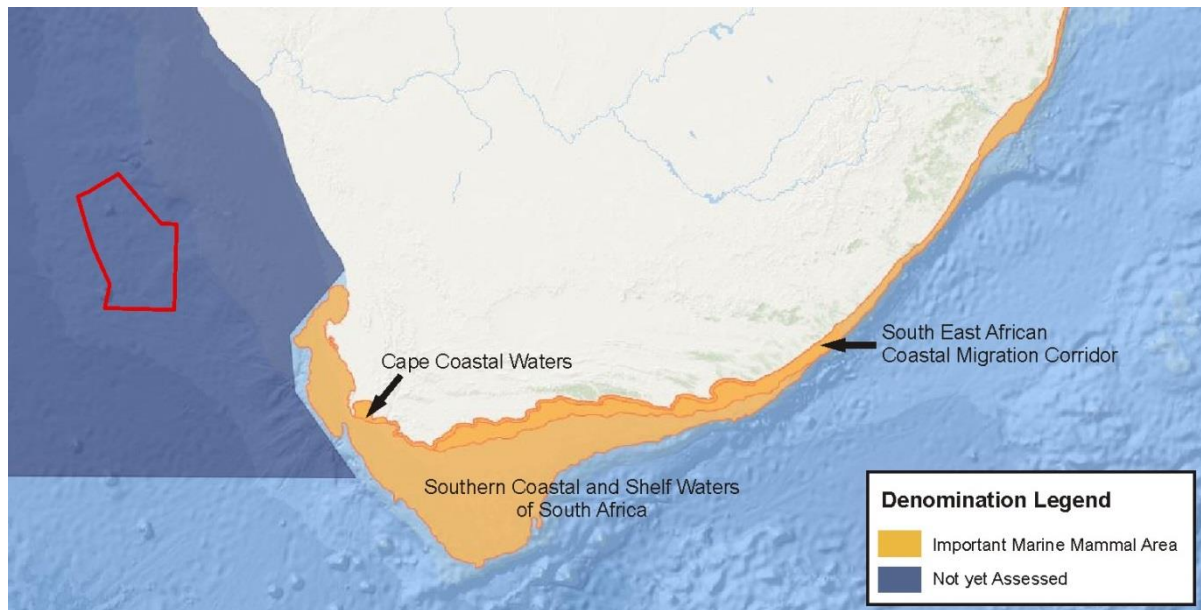 Cape Coastal Waters
South East African
Coastal Migration Corridor
Southern Coastal and Shelf Waters
of South Africa
Denomination Legend
Important Marine Mammal Area
Not yet Assessed